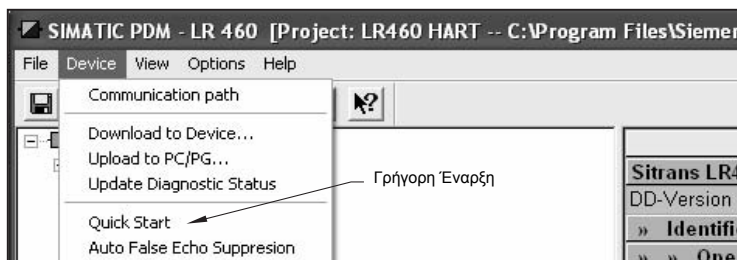 SIMATIC PDM - LR 460 [Project: LR460 HART -- C:\Program Files\Siemen
File Device View Options Help
Communication path
Download to Device...
Upload to PC/PG...
Update Diagnostic Status
Γρήγορη Έναρξη
Sitrans LR4
DD-Version
Quick Start
» Identifi
Auto False Echo Suppresion
» » Ope